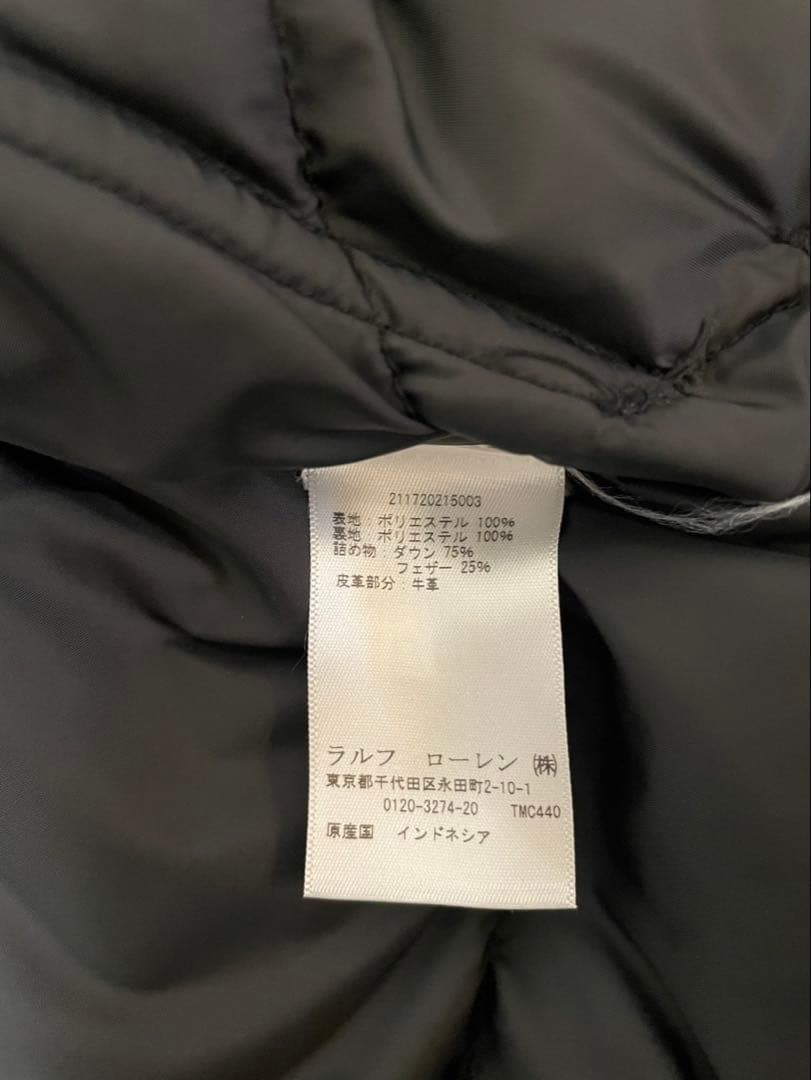 211720215003
表地：ポリエステル 100%
裏地：ポリエステル 100%
詰め物：ダウン 75%
フェザー 25%
皮革部分：牛革
ラルフ ローレン ㈱
東京都千代田区永田町2-10-1
0120-3274-20 TMC440
原産国 インドネシア